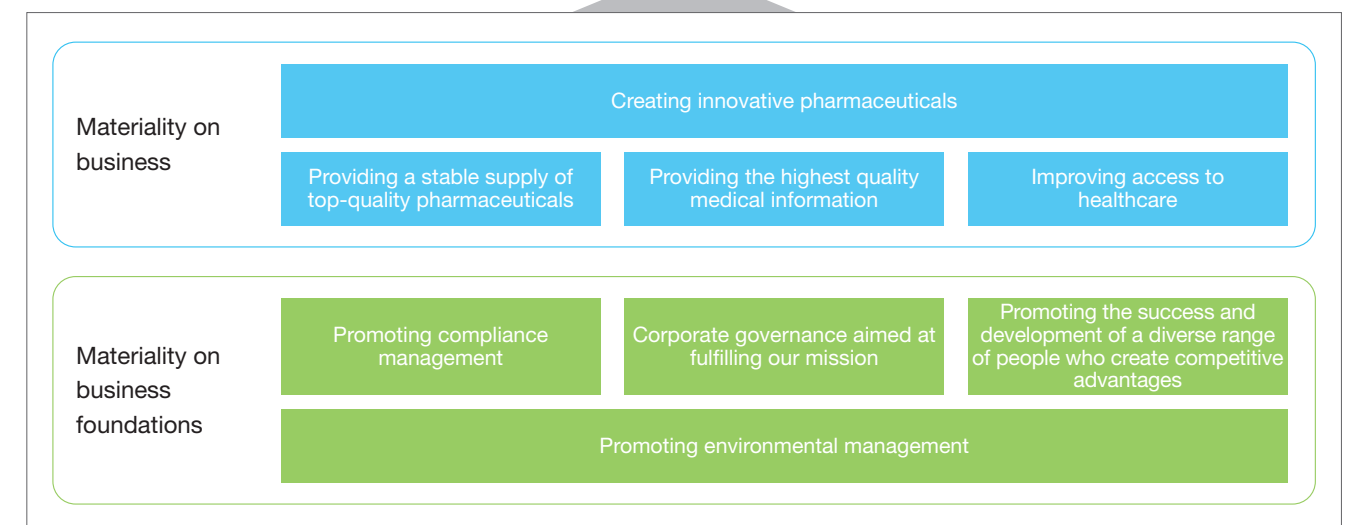 Materiality on
business
Creating innovative pharmaceuticals
Providing a stable supply of
top-quality pharmaceuticals
Providing the highest quality
medical information
Improving access to
healthcare
Materiality on
business
foundations
Promoting compliance
management
Corporate governance aimed at
fulfilling our mission
Promoting the success and
development of a diverse range
of people who create competitive
advantages
Promoting environmental management